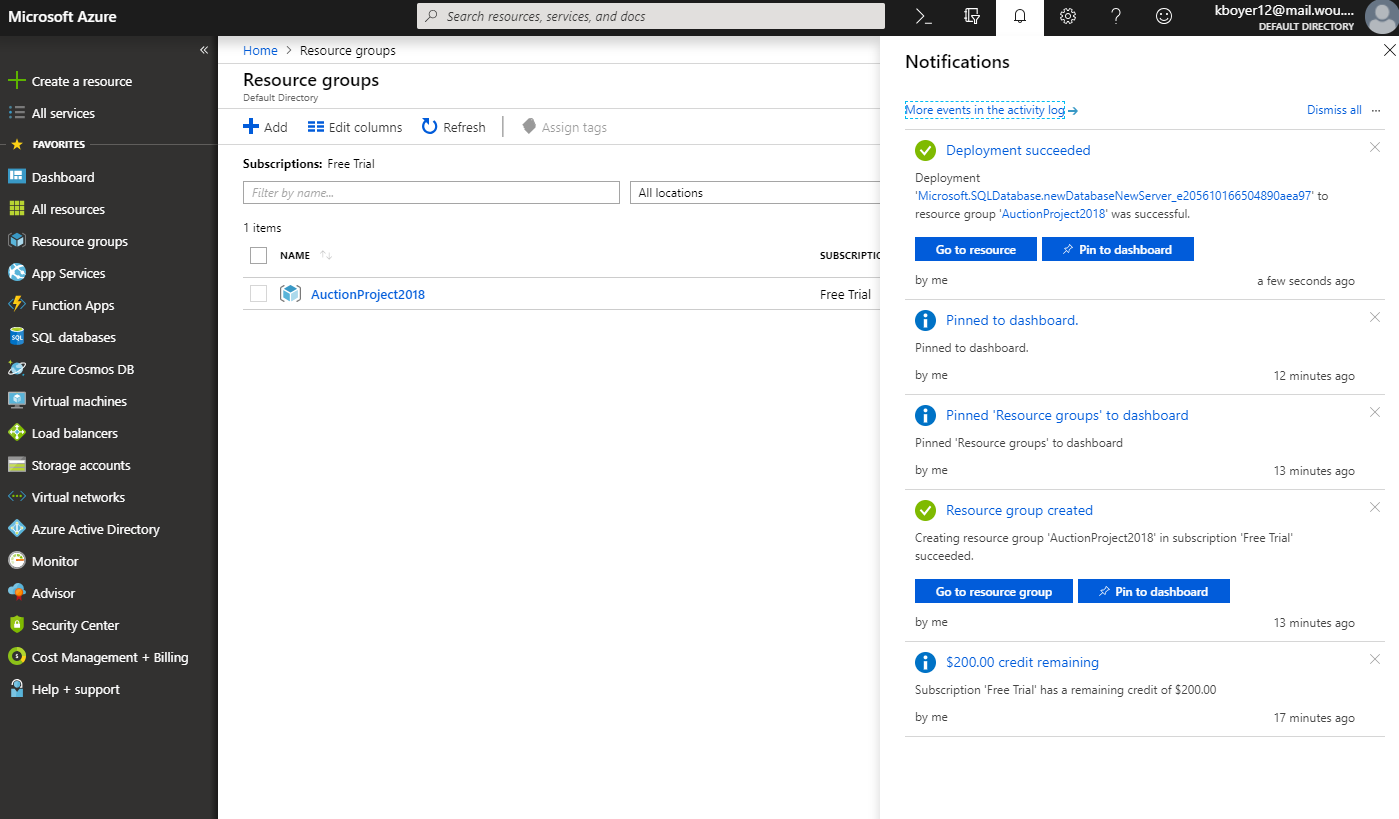 Microsoft Azure
Search resources, services, and docs
kboyer12@mail.wou....
DEFAULT DIRECTORY
«
Create a resource
All services
FAVORITES
Dashboard
All resources
Resource groups
App Services
Function Apps
SQL databases
Azure Cosmos DB
Virtual machines
Load balancers
Storage accounts
Virtual networks
Azure Active Directory
Monitor
Advisor
Security Center
Cost Management + Billing
Help + support
Home > Resource groups
Resource groups
Default Directory
Add Edit columns Refresh Assign tags
Subscriptions: Free Trial
Filter by name... All locations
1 items
NAME SUBSCRIPTIO
AuctionProject2018 Free Trial
Notifications
More events in the activity log → Dismiss all ...
Deployment succeeded
Deployment
'Microsoft.SQLDatabase.newDatabaseNewServer_e205610166504890aea97' to
resource group 'AuctionProject2018' was successful.
Go to resource Pin to dashboard
by me a few seconds ago
Pinned to dashboard.
Pinned to dashboard.
by me 12 minutes ago
Pinned 'Resource groups' to dashboard
Pinned 'Resource groups' to dashboard
by me 13 minutes ago
Resource group created
Creating resource group 'AuctionProject2018' in subscription 'Free Trial'
succeeded.
Go to resource group Pin to dashboard
by me 13 minutes ago
$200.00 credit remaining
Subscription 'Free Trial' has a remaining credit of $200.00
by me 17 minutes ago